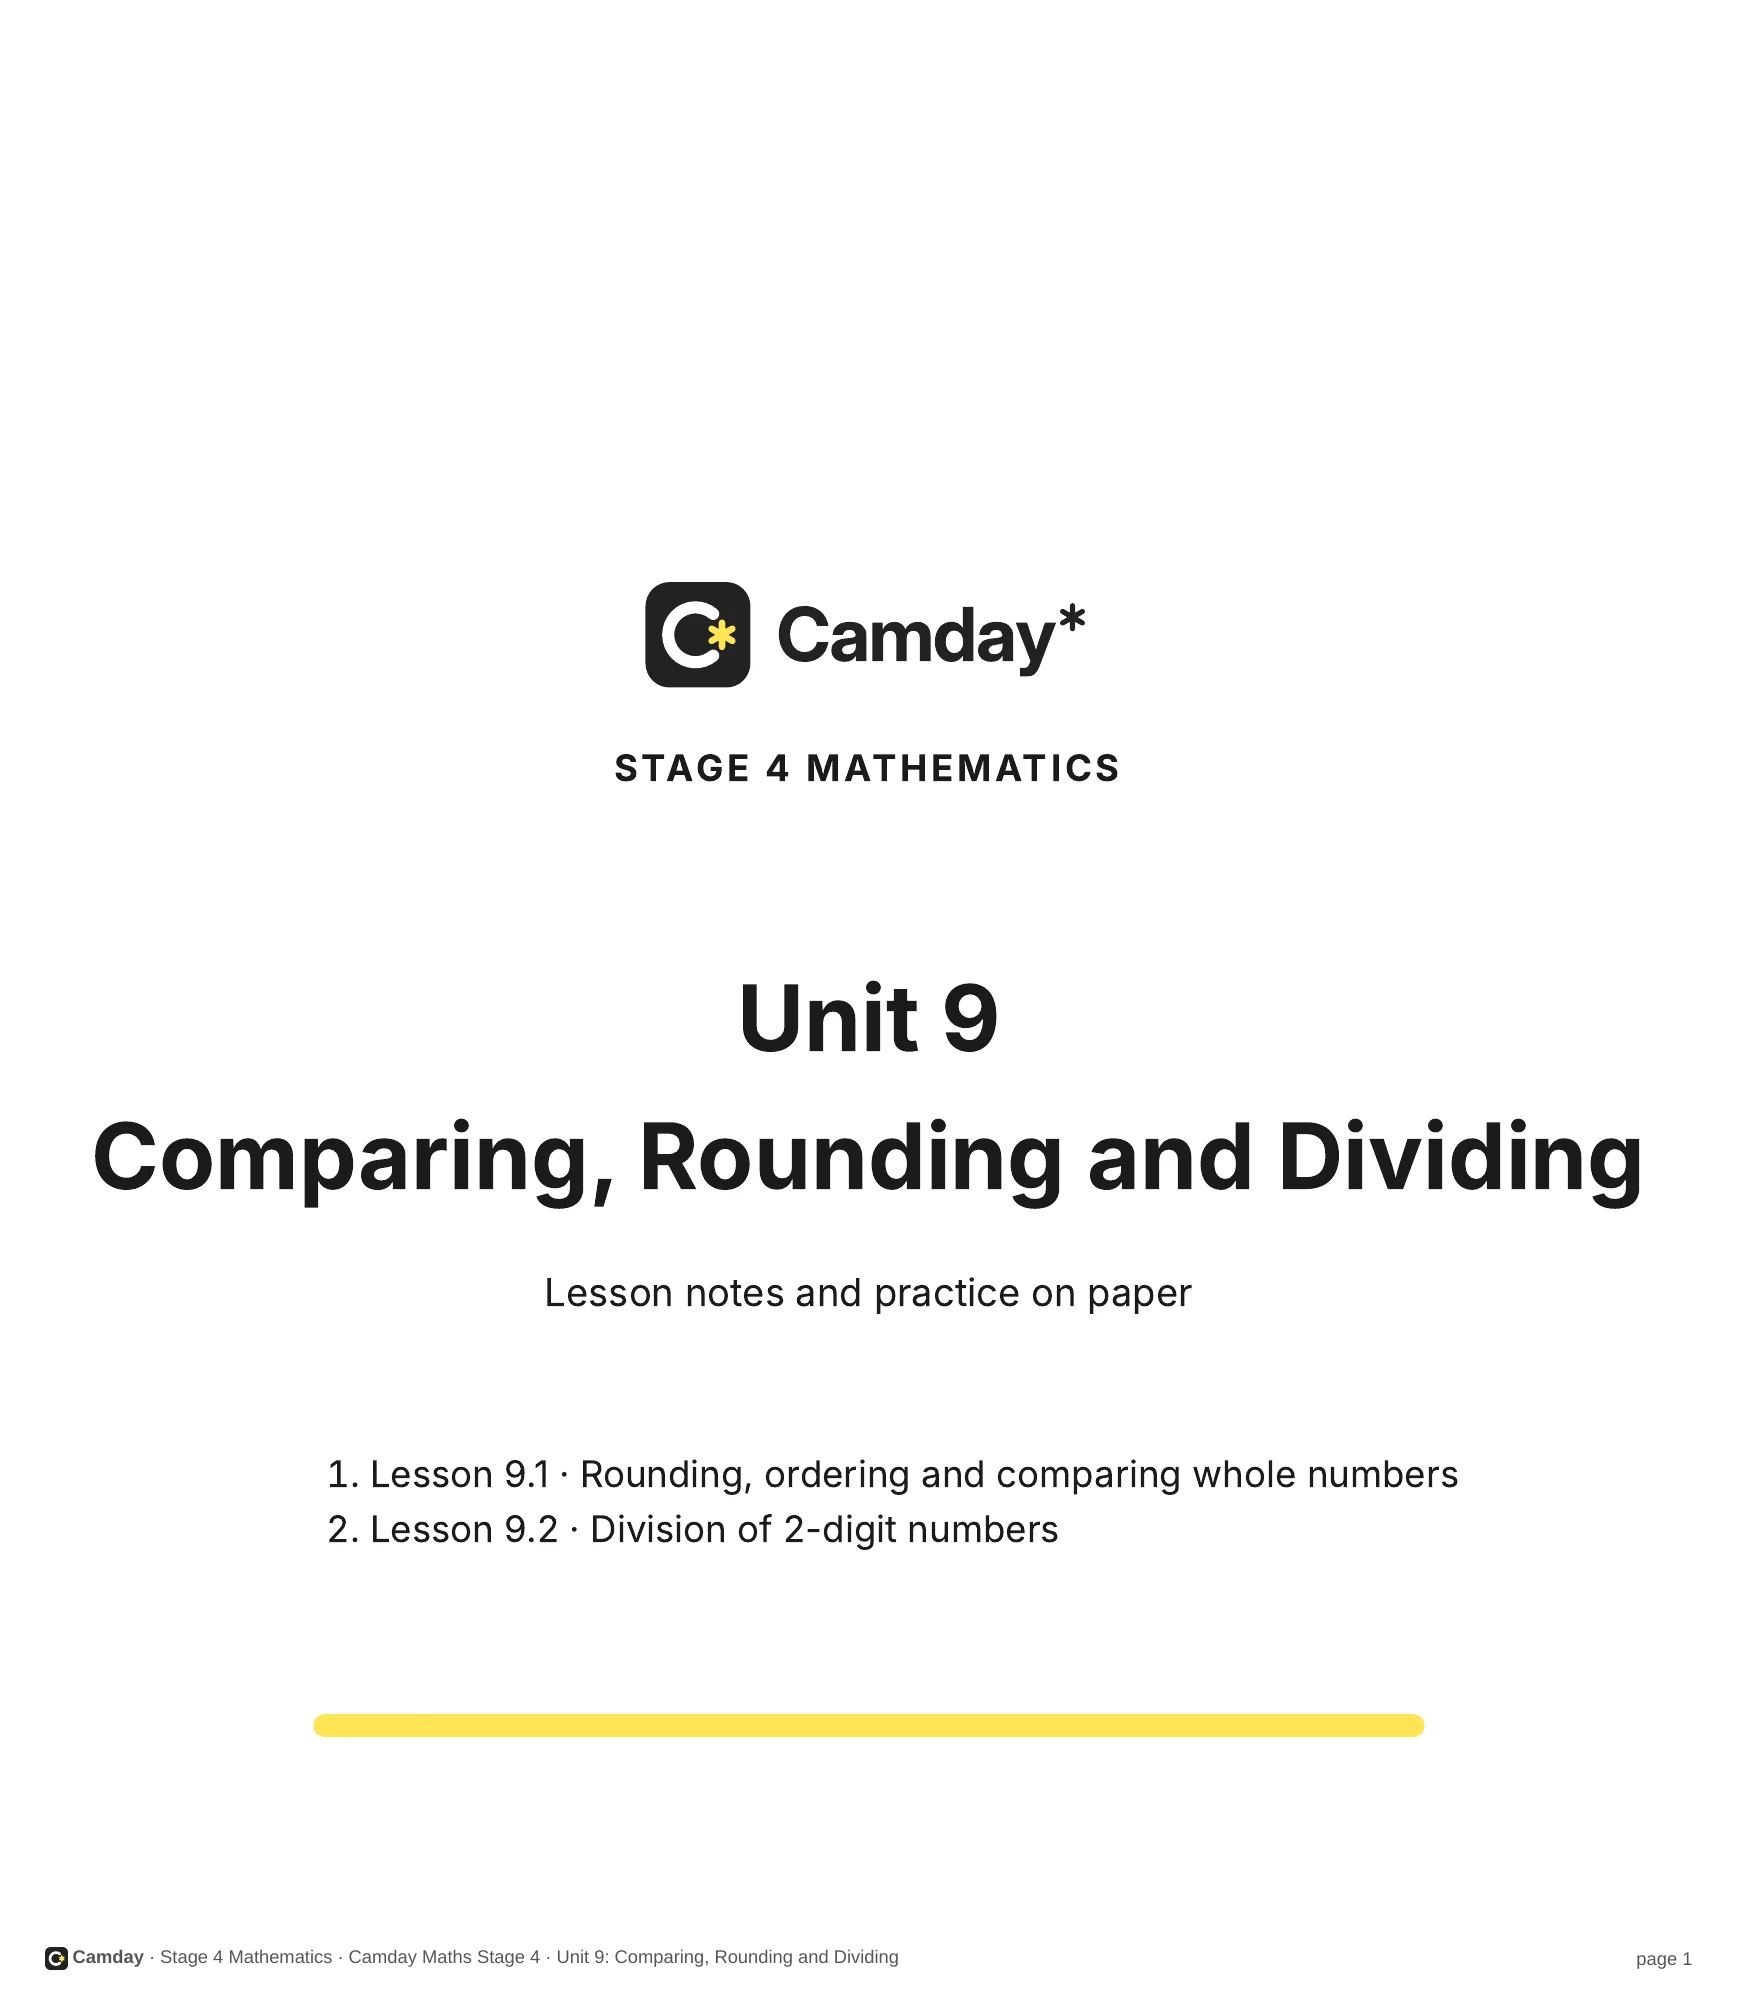 Camday*
STAGE 4 MATHEMATICS
Unit 9
Comparing, Rounding and Dividing
Lesson notes and practice on paper
1. Lesson 9.1 · Rounding, ordering and comparing whole numbers
2. Lesson 9.2 · Division of 2-digit numbers
Camday · Stage 4 Mathematics · Camday Maths Stage 4 · Unit 9: Comparing, Rounding and Dividing
page 1